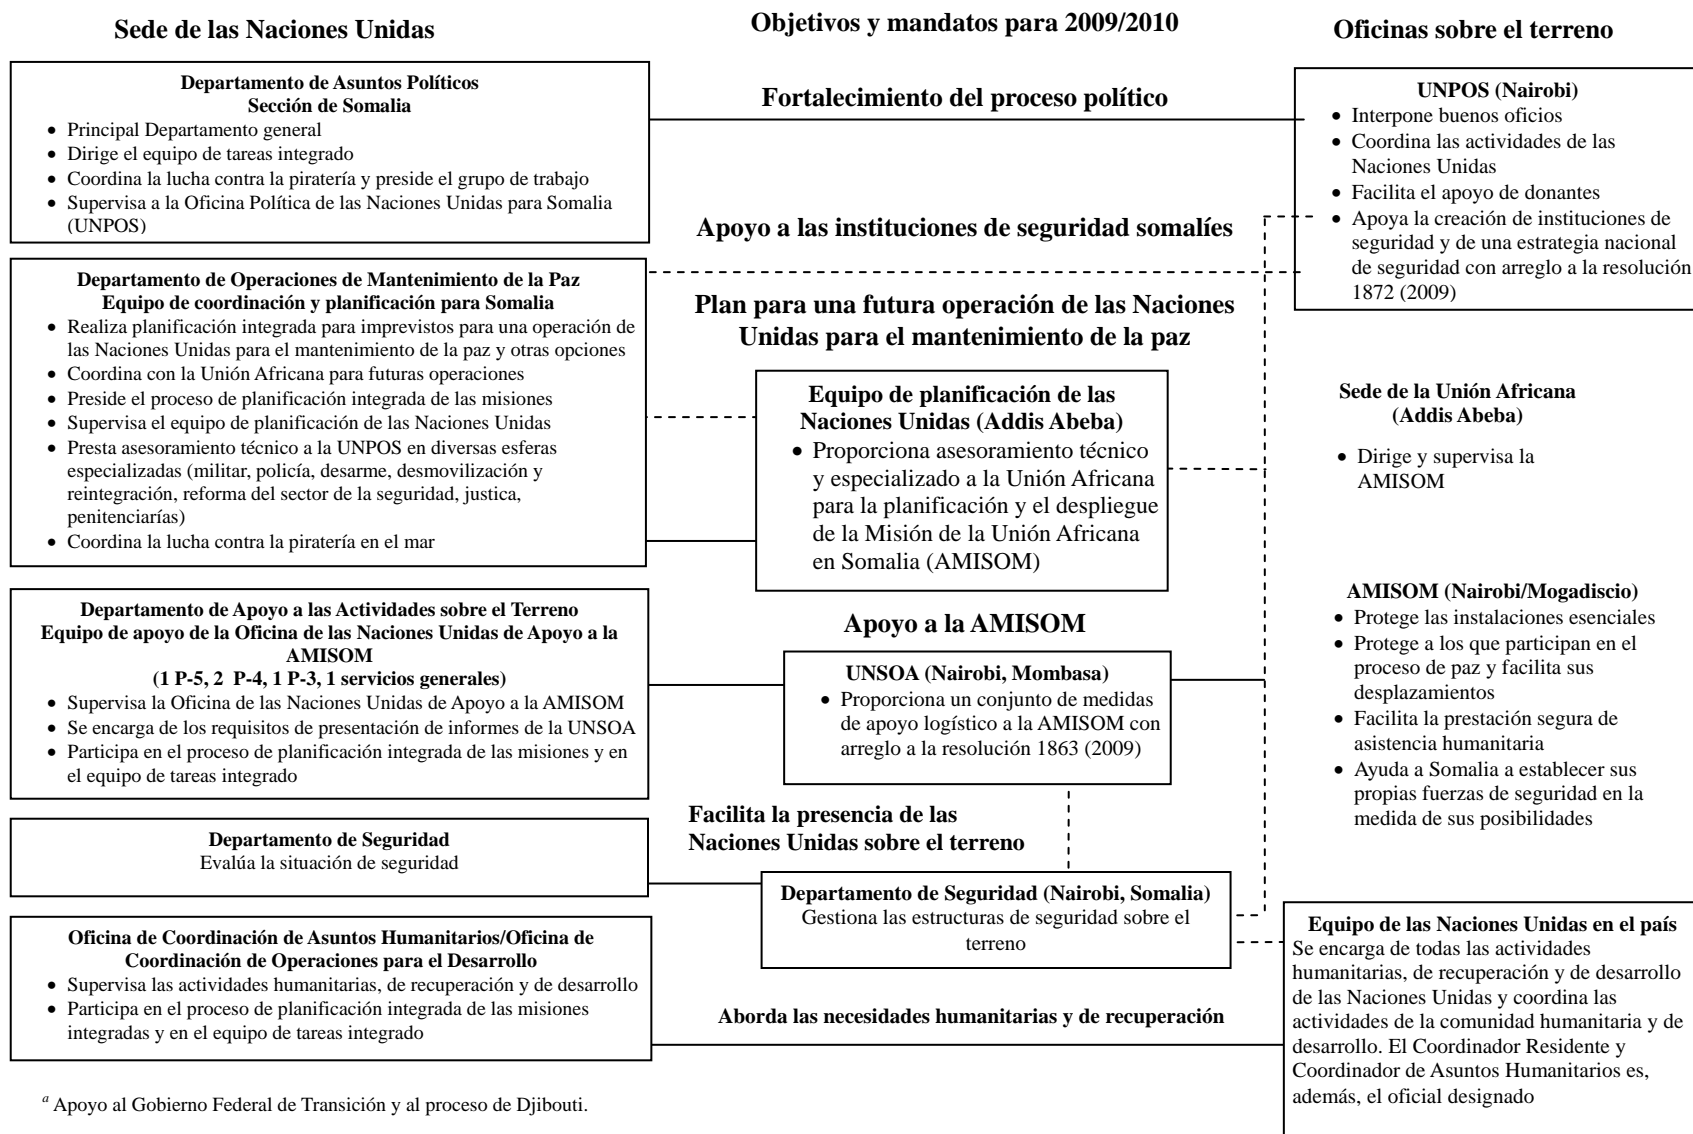 Sede de las Naciones Unidas
Objetivos y mandatos para 2009/2010
Oficinas sobre el terreno
Departamento de Asuntos Políticos
Sección de Somalia
• Principal Departamento general
• Dirige el equipo de tareas integrado
• Coordina la lucha contra la piratería y preside el grupo de trabajo
• Supervisa a la Oficina Política de las Naciones Unidas para Somalia
(UNPOS)
Fortalecimiento del proceso político
UNPOS (Nairobi)
• Interpone buenos oficios
• Coordina las actividades de las
Naciones Unidas
• Facilita el apoyo de donantes
• Apoya la creación de instituciones de
seguridad y de una estrategia nacional
de seguridad con arreglo a la resolución
1872 (2009)
Apoyo a las instituciones de seguridad somalíes
Departamento de Operaciones de Mantenimiento de la Paz
Equipo de coordinación y planificación para Somalia
• Realiza planificación integrada para imprevistos para una operación de
las Naciones Unidas para el mantenimiento de la paz y otras opciones
• Coordina con la Unión Africana para futuras operaciones
• Preside el proceso de planificación integrada de las misiones
• Supervisa el equipo de planificación de las Naciones Unidas
• Presta asesoramiento técnico a la UNPOS en diversas esferas
especializadas (militar, policía, desarme, desmovilización y
reintegración, reforma del sector de la seguridad, justica,
penitenciarías)
• Coordina la lucha contra la piratería en el mar
Plan para una futura operación de las Naciones
Unidas para el mantenimiento de la paz
Equipo de planificación de las
Naciones Unidas (Addis Abeba)
• Proporciona asesoramiento técnico
y especializado a la Unión Africana
para la planificación y el despliegue
de la Misión de la Unión Africana
en Somalia (AMISOM)
Sede de la Unión Africana
(Addis Abeba)
• Dirige y supervisa la
AMISOM
Departamento de Apoyo a las Actividades sobre el Terreno
Equipo de apoyo de la Oficina de las Naciones Unidas de Apoyo a la
AMISOM
(1 P-5, 2 P-4, 1 P-3, 1 servicios generales)
• Supervisa la Oficina de las Naciones Unidas de Apoyo a la AMISOM
• Se encarga de los requisitos de presentación de informes de la UNSOA
• Participa en el proceso de planificación integrada de las misiones y en
el equipo de tareas integrado
Apoyo a la AMISOM
UNSOA (Nairobi, Mombasa)
• Proporciona un conjunto de medidas
de apoyo logístico a la AMISOM con
arreglo a la resolución 1863 (2009)
AMISOM (Nairobi/Mogadiscio)
• Protege las instalaciones esenciales
• Protege a los que participan en el
proceso de paz y facilita sus
desplazamientos
• Facilita la prestación segura de
asistencia humanitaria
• Ayuda a Somalia a establecer sus
propias fuerzas de seguridad en la
medida de sus posibilidades
Departamento de Seguridad
Evalúa la situación de seguridad
Facilita la presencia de las
Naciones Unidas sobre el terreno
Departamento de Seguridad (Nairobi, Somalia)
Gestiona las estructuras de seguridad sobre el
terreno
Oficina de Coordinación de Asuntos Humanitarios/Oficina de
Coordinación de Operaciones para el Desarrollo
• Supervisa las actividades humanitarias, de recuperación y de desarrollo
• Participa en el proceso de planificación integrada de las misiones
integradas y en el equipo de tareas integrado
Aborda las necesidades humanitarias y de recuperación
Equipo de las Naciones Unidas en el país
Se encarga de todas las actividades
humanitarias, de recuperación y de desarrollo
de las Naciones Unidas y coordina las
actividades de la comunidad humanitaria y de
desarrollo. El Coordinador Residente y
Coordinador de Asuntos Humanitarios es,
además, el oficial designado
a Apoyo al Gobierno Federal de Transición y al proceso de Djibouti.